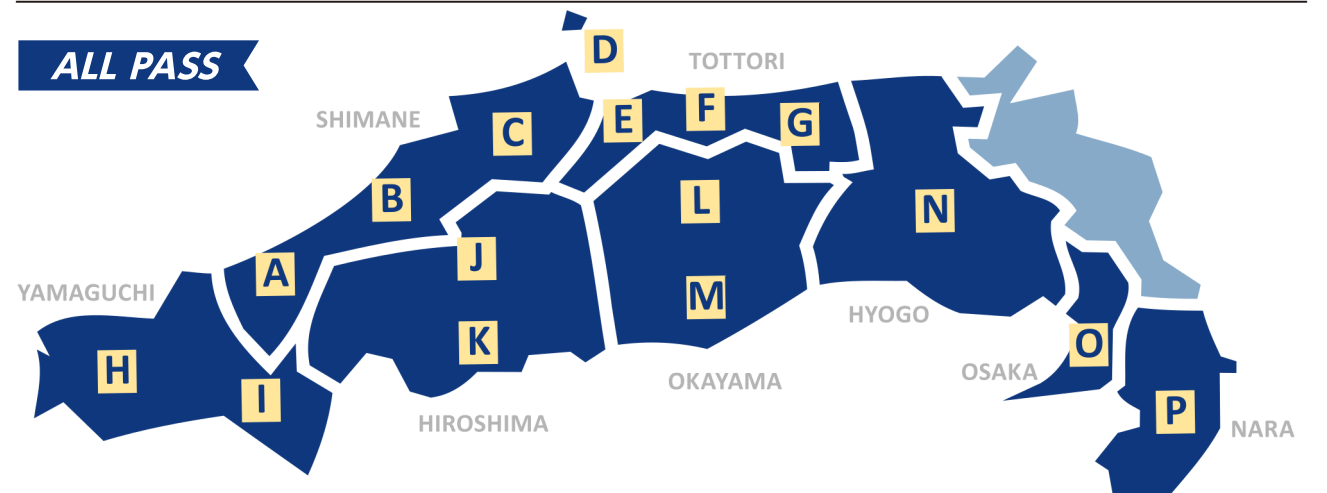 ALL PASS
D
TOTTORI
SHIMANE
C
E
F
G
B
L
N
A
J
YAMAGUCHI
M
HYOGO
K
O
OSAKA
H
OKAYAMA
I
HIROSHIMA
P
NARA